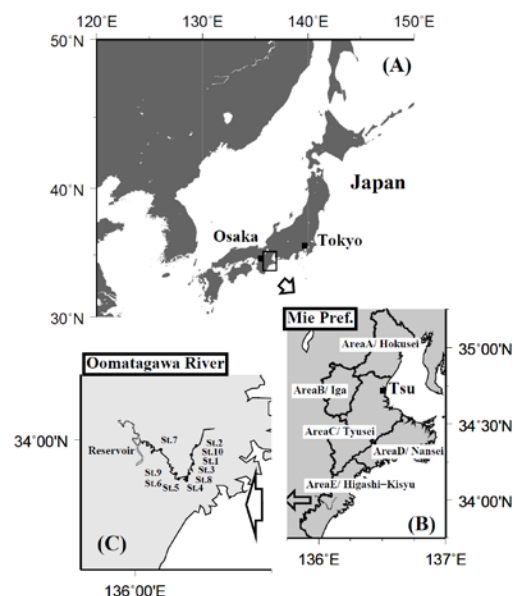 120°E 130°E 140°E 150°E
50°N
(A)
40°N
Japan
Osaka
Tokyo
30°N
Mie Pref.
AreaA/ Hokusei
35°00'N
AreaB/ Iga
Tsu
34°30'N
AreaC/ Tyusei
AreaD/ Nansei
AreaE/ Higashi-Kisyu
34°00'N
(B)
136°E 137°E
Oomatagawa River
34°00'N
Reservoir
St.7
St.2
St.10
St.1
St.3
St.8
St.9
St.6
St.5
St.4
(C)
136°00'E